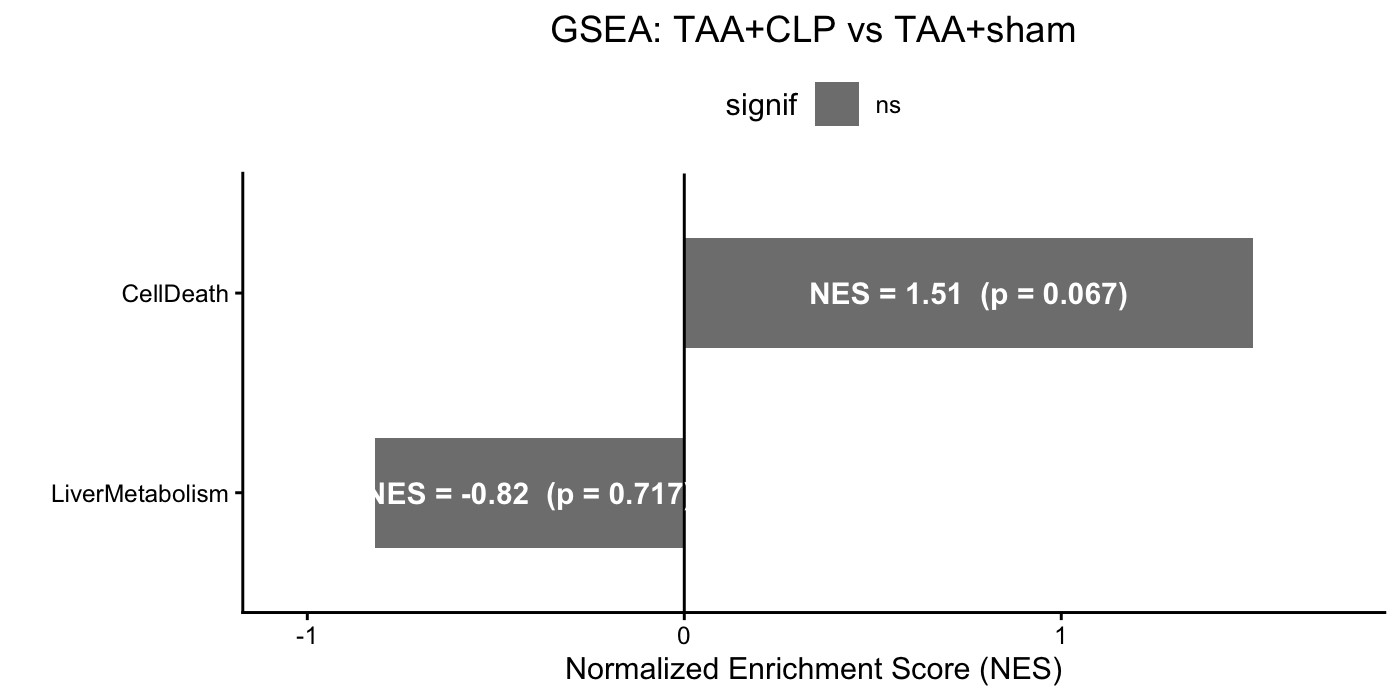 GSEA: TAA+CLP vs TAA+sham
signif ns
CellDeath
NES = 1.51 (p = 0.067)
LiverMetabolism
NES = -0.82 (p = 0.717)
-1 0 1
Normalized Enrichment Score (NES)